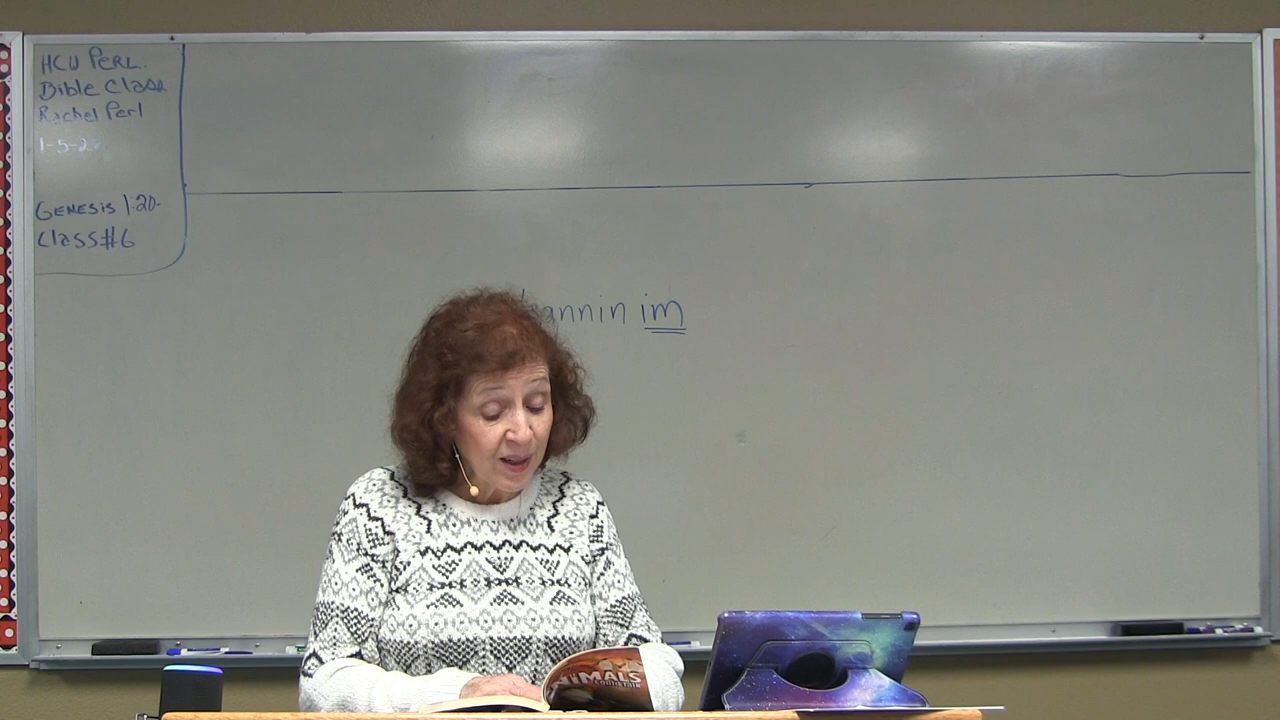 HCU PERL.
Bible Class
Rachel Perl
Genesis 1:20-
Class#6
annin im